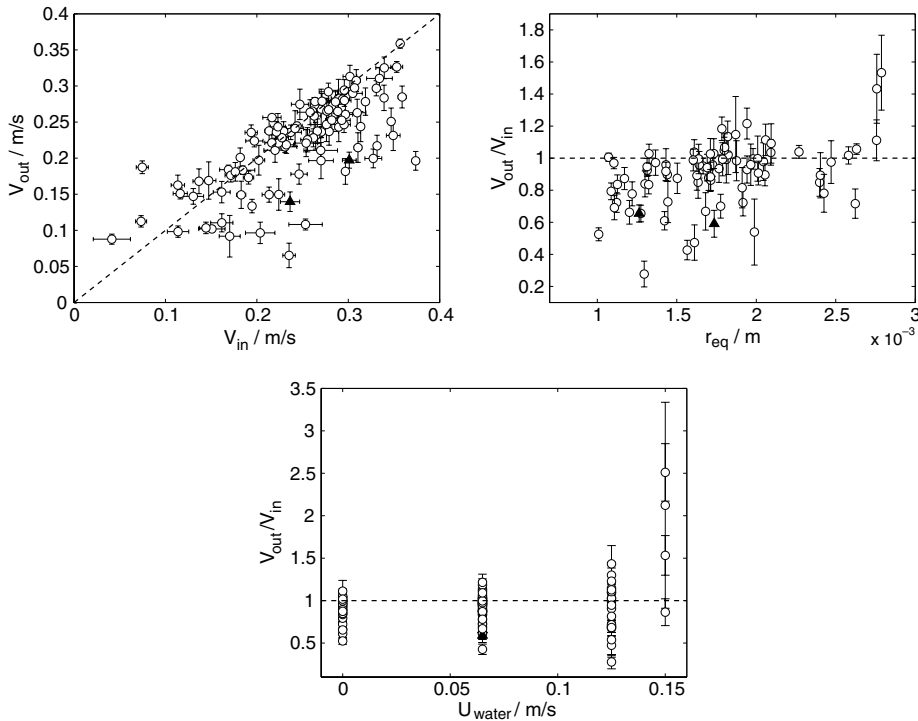 0.4
0.35
0.3
0.25
0.2
0.15
0.1
0.05
0
V_out / m/s
0 0.1 0.2 0.3 0.4
V_in / m/s
1.8
1.6
1.4
1.2
1
0.8
0.6
0.4
0.2
V_out/V_in
1 1.5 2 2.5 3
r_eq / m
x 10⁻³
3.5
3
2.5
2
1.5
1
0.5
V_out/V_in
0 0.05 0.1 0.15
U_water / m/s